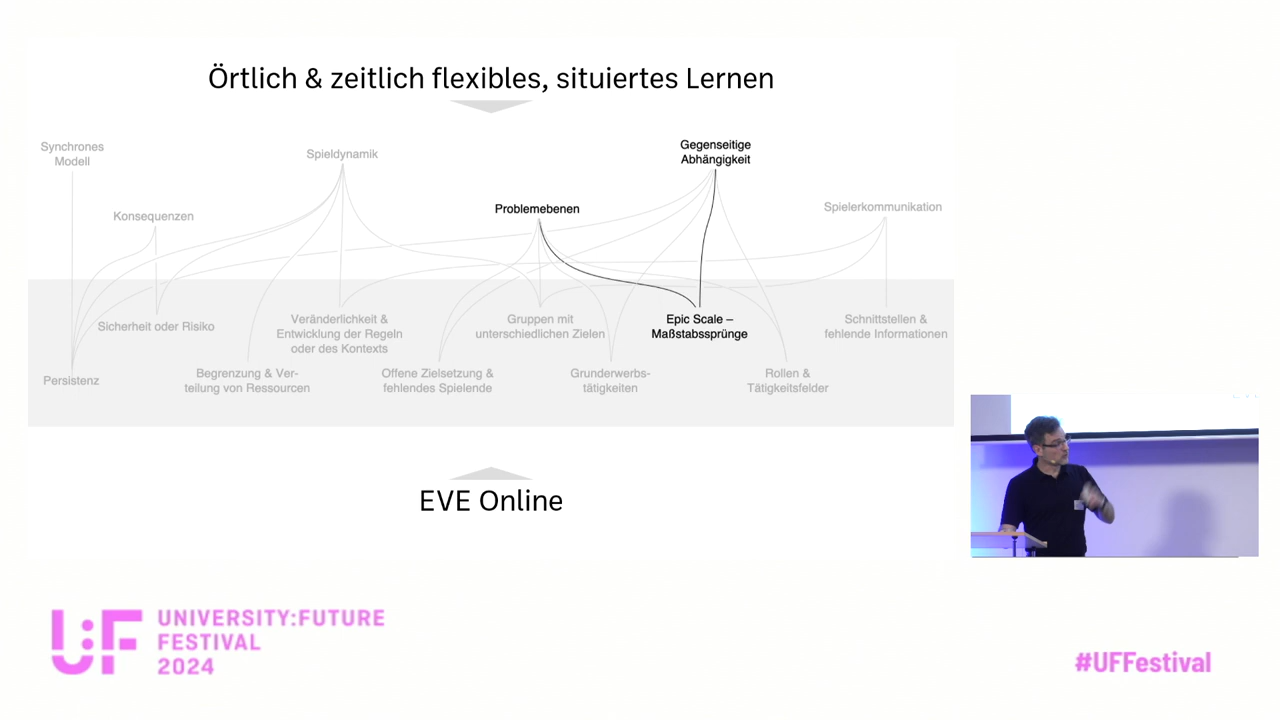 Örtlich & zeitlich flexibles, situiertes Lernen
Synchrones
Modell
Spieldynamik
Gegenseitige
Abhängigkeit
Konsequenzen
Problemebenen
Spielerkommunikation
Sicherheit oder Risiko
Veränderlichkeit &
Entwicklung der Regeln
oder des Kontexts
Gruppen mit
unterschiedlichen Zielen
Epic Scale –
Maßstabssprünge
Schnittstellen &
fehlende Informationen
Persistenz
Begrenzung & Ver-
teilung von Ressourcen
Offene Zielsetzung &
fehlendes Spielende
Grunderwerbs-
tätigkeiten
Rollen &
Tätigkeitsfelder
EVE Online
U:F
UNIVERSITY:FUTURE
FESTIVAL
2024
#UFFestival